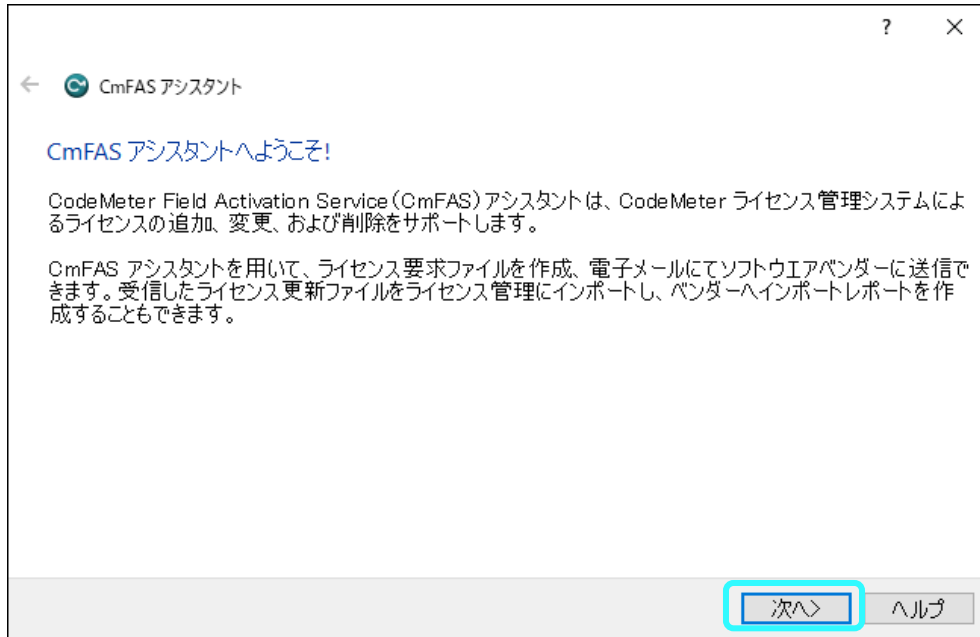 ?
CmFAS アシスタント
CmFAS アシスタントへようこそ!
CodeMeter Field Activation Service(CmFAS)アシスタントは、CodeMeter ライセンス管理システムによ
るライセンスの追加、変更、および削除をサポートします。
CmFAS アシスタントを用いて、ライセンス要求ファイルを作成、電子メールにてソフトウエアベンダーに送信で
きます。受信したライセンス更新ファイルをライセンス管理にインポートし、ベンダーへインポートレポートを作
成することもできます。
次へ>
ヘルプ